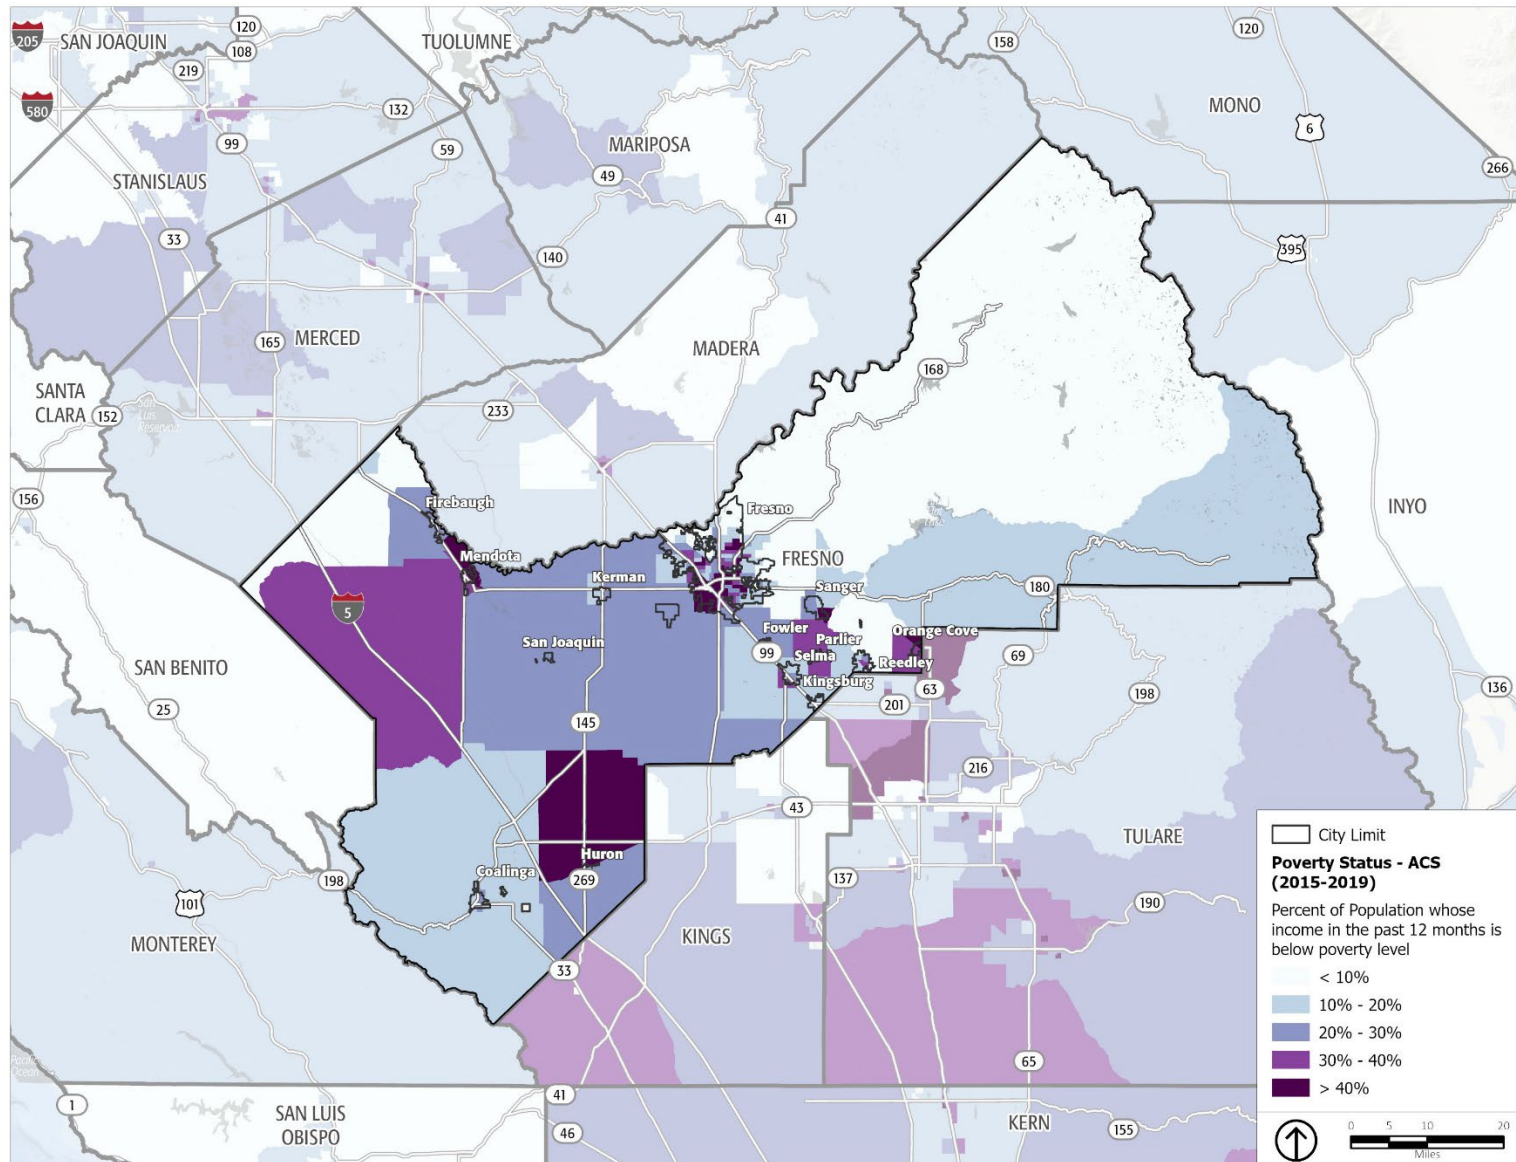 120
205
SAN JOAQUIN
108
TUOLUMNE
158
120
219
580
132
MONO
6
99
59
MARIPOSA
266
49
STANISLAUS
41
33
395
140
165
MERCED
MADERA
168
SANTA
CLARA
152
San
Luis
Reservoir
233
156
INYO
Firebaugh
Fresno
Mendota
FRESNO
Kerman
Sanger
180
5
Fowler
Orange Cove
Parlier
San Joaquin
99
Selma
Reedley
69
SAN BENITO
Kingsburg
63
198
136
25
201
145
216
43
TULARE
Huron
Coalinga
198
269
137
101
190
MONTEREY
KINGS
33
65
Pacific
Ocean
41
1
SAN LUIS
OBISPO
46
KERN
155
City Limit
Poverty Status - ACS
(2015-2019)
Percent of Population whose
income in the past 12 months is
below poverty level
< 10%
10% - 20%
20% - 30%
30% - 40%
> 40%
0 5 10 20
Miles